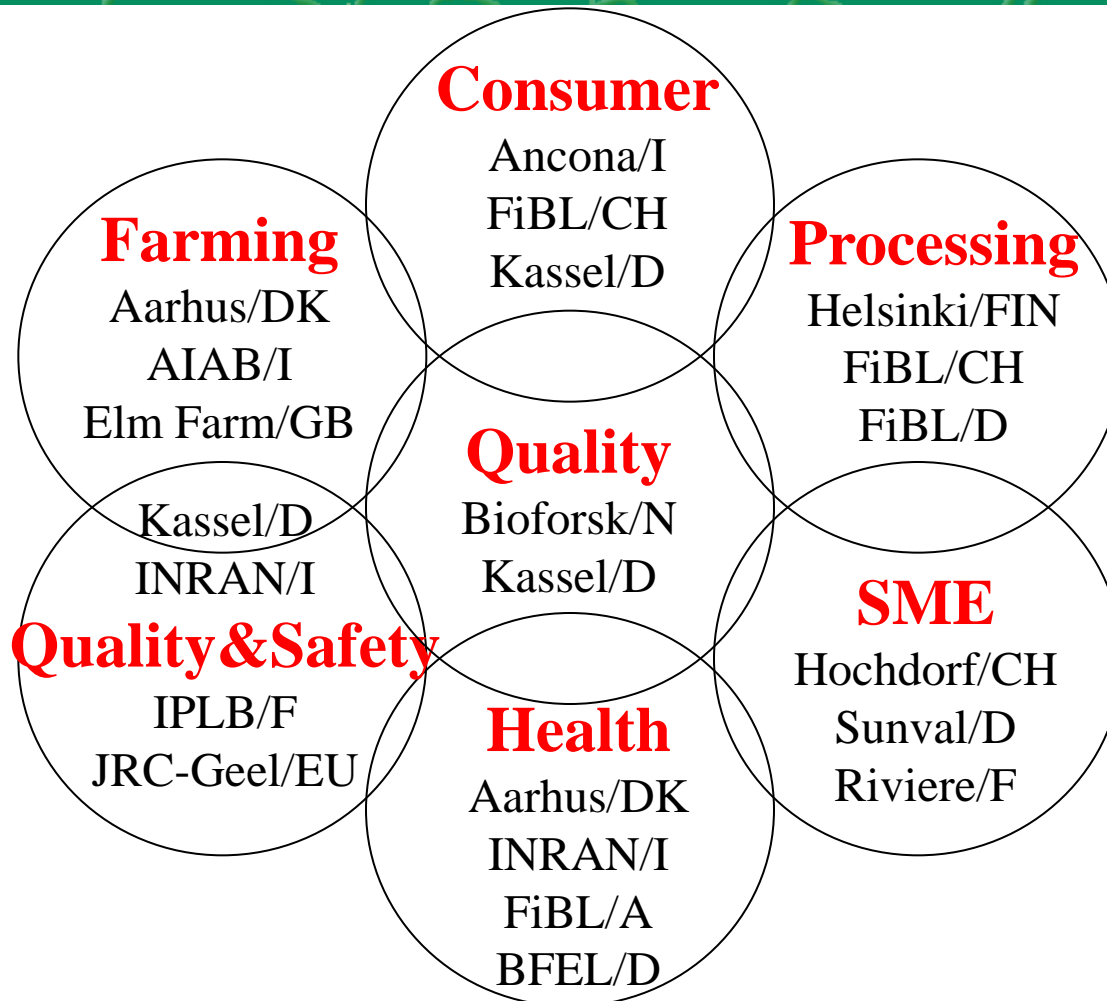 Consumer
Ancona/I
FiBL/CH
Kassel/D
Farming
Aarhus/DK
AIAB/I
Elm Farm/GB
Processing
Helsinki/FIN
FiBL/CH
FiBL/D
Quality
Bioforsk/N
Kassel/D
Kassel/D
INRAN/I
Quality&Safety
IPLB/F
JRC-Geel/EU
SME
Hochdorf/CH
Sunval/D
Riviere/F
Health
Aarhus/DK
INRAN/I
FiBL/A
BFEL/D